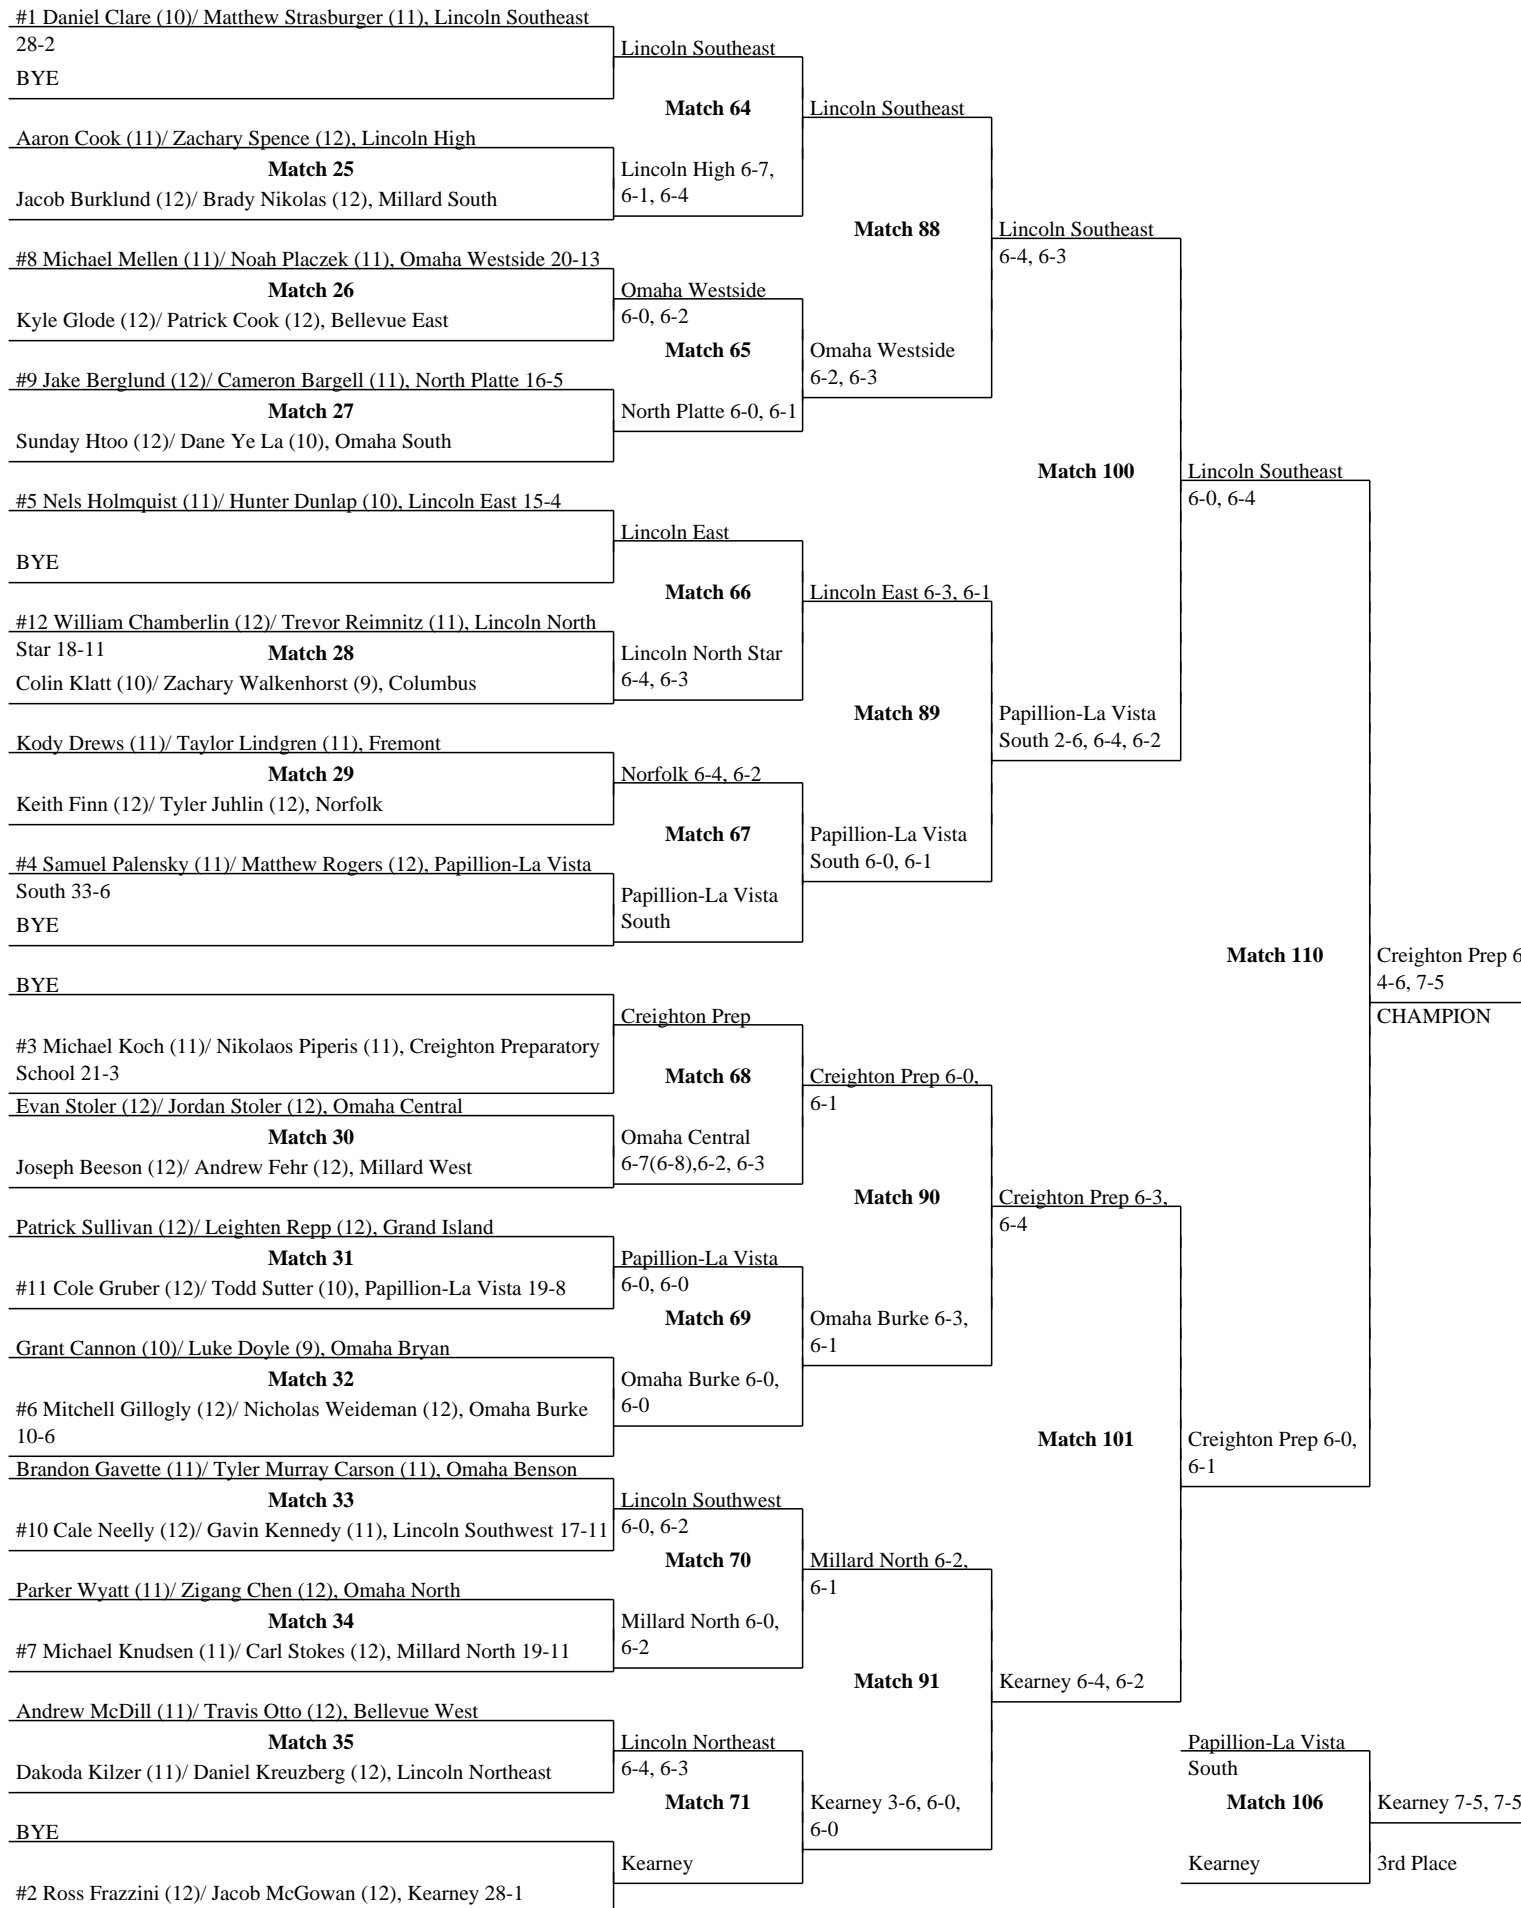 #1 Daniel Clare (10)/ Matthew Strasburger (11), Lincoln Southeast
28-2
BYE
Lincoln Southeast
Match 64
Lincoln Southeast
Aaron Cook (11)/ Zachary Spence (12), Lincoln High
Match 25
Jacob Burklund (12)/ Brady Nikolas (12), Millard South
Lincoln High 6-7,
6-1, 6-4
Match 88
Lincoln Southeast
6-4, 6-3
#8 Michael Mellen (11)/ Noah Placzek (11), Omaha Westside 20-13
Match 26
Kyle Glode (12)/ Patrick Cook (12), Bellevue East
Omaha Westside
6-0, 6-2
Match 65
Omaha Westside
6-2, 6-3
#9 Jake Berglund (12)/ Cameron Bargell (11), North Platte 16-5
Match 27
Sunday Htoo (12)/ Dane Ye La (10), Omaha South
North Platte 6-0, 6-1
Match 100
Lincoln Southeast
6-0, 6-4
#5 Nels Holmquist (11)/ Hunter Dunlap (10), Lincoln East 15-4
BYE
Lincoln East
Match 66
Lincoln East 6-3, 6-1
#12 William Chamberlin (12)/ Trevor Reimnitz (11), Lincoln North
Star 18-11
Match 28
Colin Klatt (10)/ Zachary Walkenhorst (9), Columbus
Lincoln North Star
6-4, 6-3
Match 89
Papillion-La Vista
South 2-6, 6-4, 6-2
Kody Drews (11)/ Taylor Lindgren (11), Fremont
Match 29
Keith Finn (12)/ Tyler Juhlin (12), Norfolk
Norfolk 6-4, 6-2
Match 67
Papillion-La Vista
South 6-0, 6-1
#4 Samuel Palensky (11)/ Matthew Rogers (12), Papillion-La Vista
South 33-6
BYE
Papillion-La Vista
South
Match 110
Creighton Prep 6
4-6, 7-5
CHAMPION
BYE
#3 Michael Koch (11)/ Nikolaos Piperis (11), Creighton Preparatory
School 21-3
Creighton Prep
Match 68
Creighton Prep 6-0,
6-1
Evan Stoler (12)/ Jordan Stoler (12), Omaha Central
Match 30
Joseph Beeson (12)/ Andrew Fehr (12), Millard West
Omaha Central
6-7(6-8),6-2, 6-3
Match 90
Creighton Prep 6-3,
6-4
Patrick Sullivan (12)/ Leighten Repp (12), Grand Island
Match 31
#11 Cole Gruber (12)/ Todd Sutter (10), Papillion-La Vista 19-8
Papillion-La Vista
6-0, 6-0
Match 69
Omaha Burke 6-3,
6-1
Grant Cannon (10)/ Luke Doyle (9), Omaha Bryan
Match 32
#6 Mitchell Gillogly (12)/ Nicholas Weideman (12), Omaha Burke
10-6
Omaha Burke 6-0,
6-0
Match 101
Creighton Prep 6-0,
6-1
Brandon Gavette (11)/ Tyler Murray Carson (11), Omaha Benson
Match 33
#10 Cale Neelly (12)/ Gavin Kennedy (11), Lincoln Southwest 17-11
Lincoln Southwest
6-0, 6-2
Match 70
Millard North 6-2,
6-1
Parker Wyatt (11)/ Zigang Chen (12), Omaha North
Match 34
#7 Michael Knudsen (11)/ Carl Stokes (12), Millard North 19-11
Millard North 6-0,
6-2
Match 91
Kearney 6-4, 6-2
Andrew McDill (11)/ Travis Otto (12), Bellevue West
Match 35
Dakoda Kilzer (11)/ Daniel Kreuzberg (12), Lincoln Northeast
Lincoln Northeast
6-4, 6-3
Match 71
Kearney 3-6, 6-0,
6-0
BYE
#2 Ross Frazzini (12)/ Jacob McGowan (12), Kearney 28-1
Kearney
Papillion-La Vista
South
Match 106
Kearney 7-5, 7-5
Kearney
3rd Place